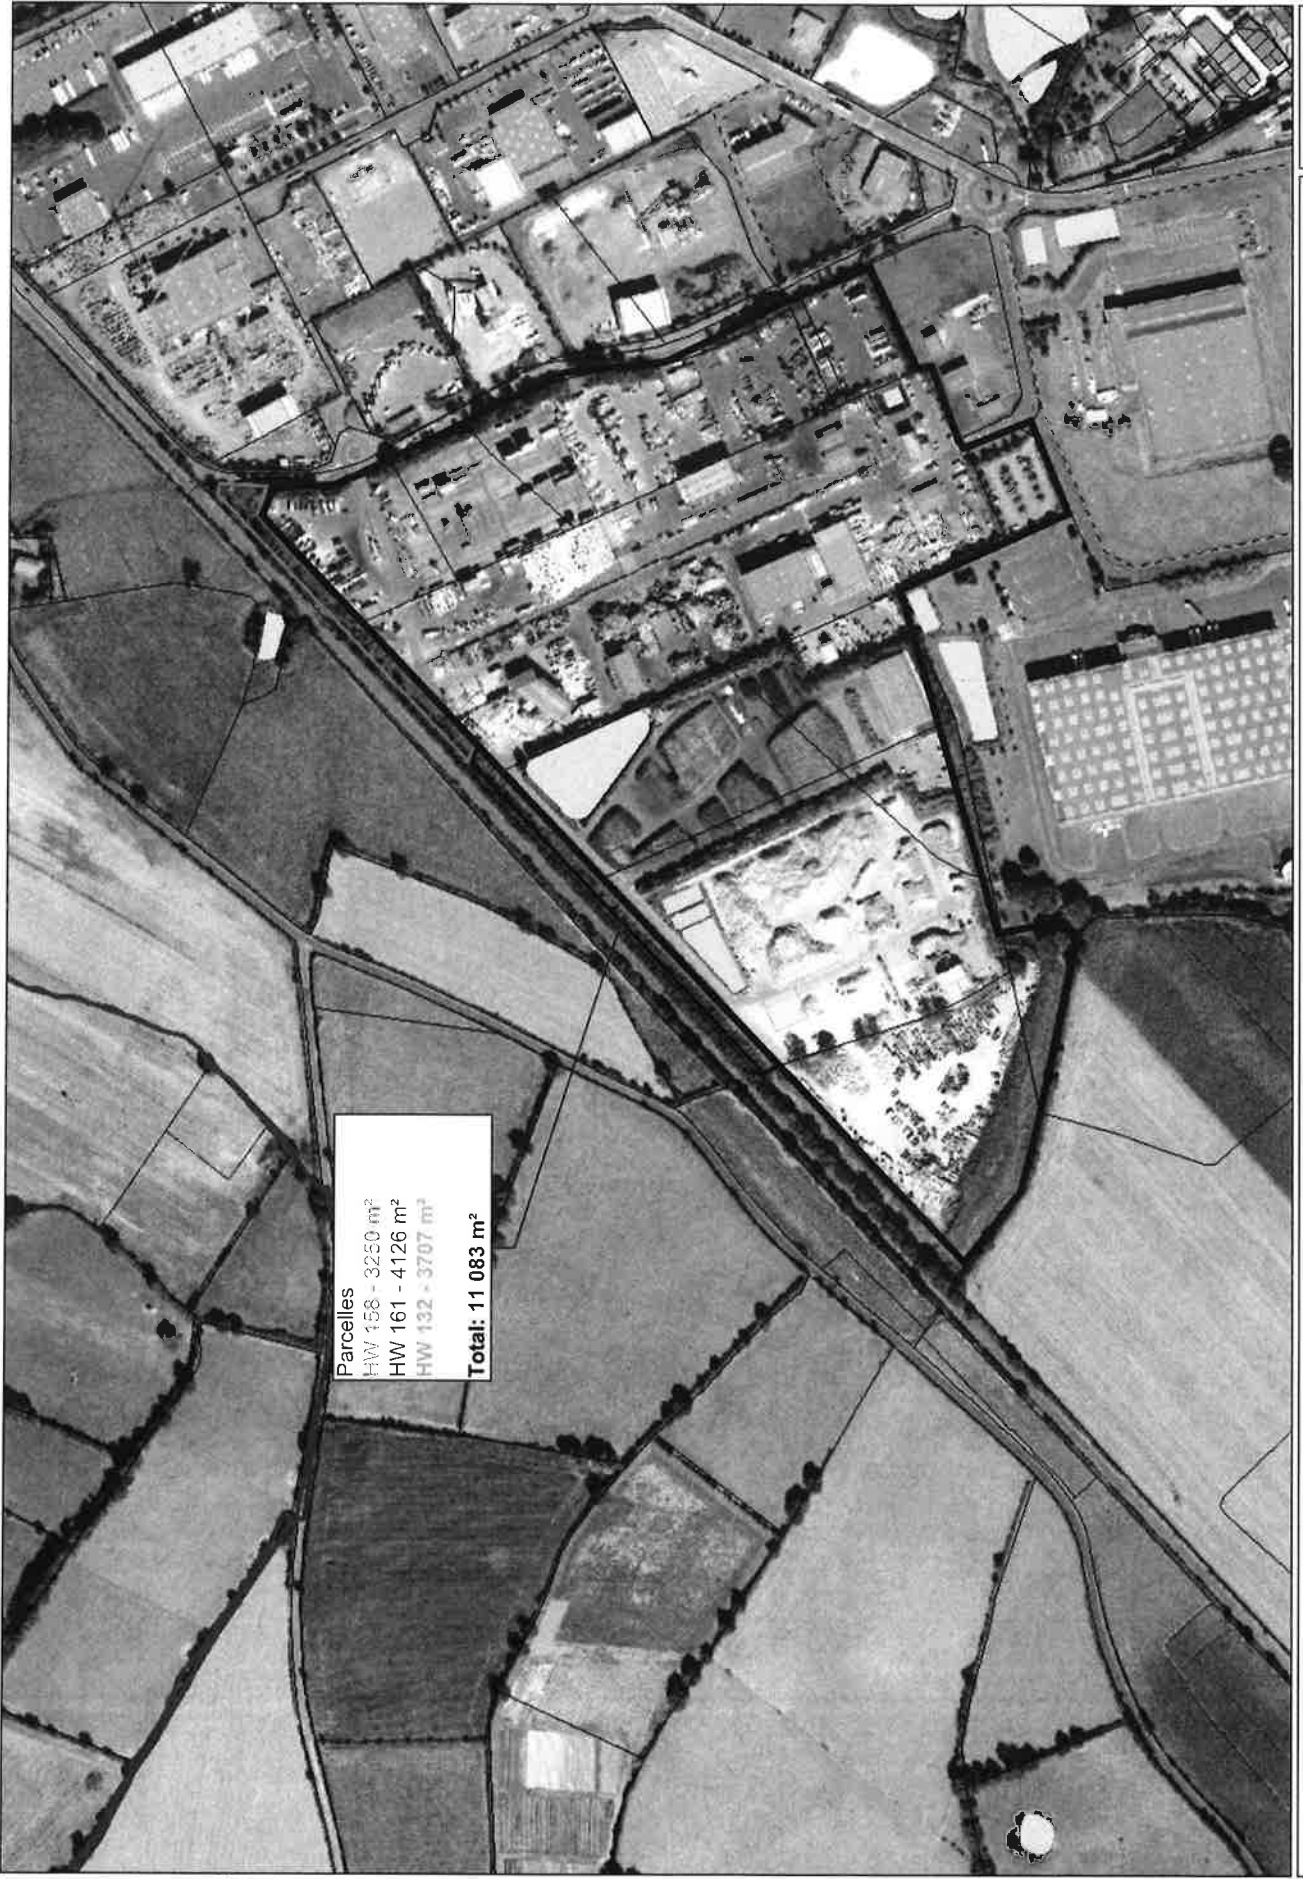 Parcelles
HW 158 - 3250 m²
HW 161 - 4126 m²
HW 132 - 3707 m²
Total: 11 083 m²